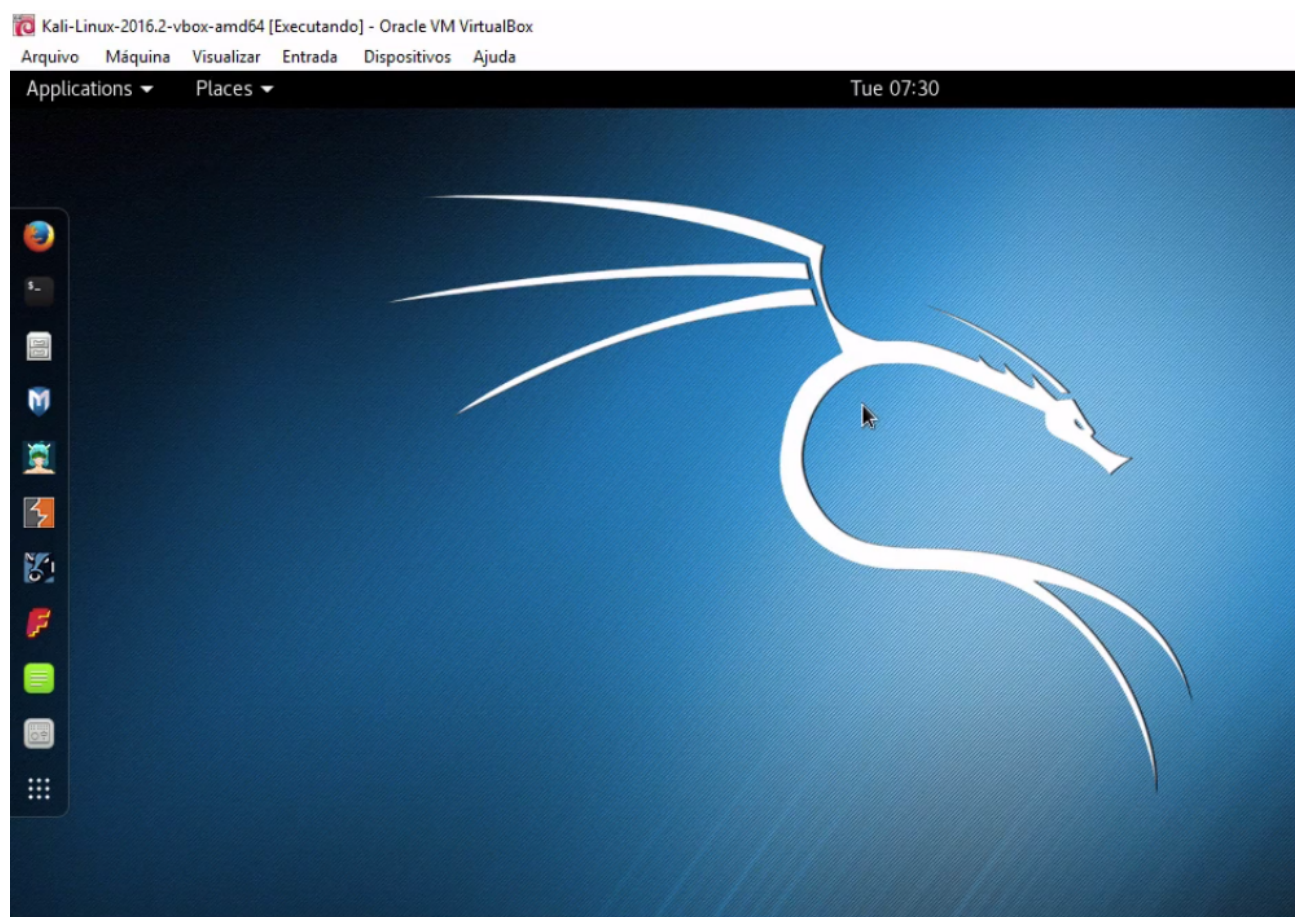 Kali-Linux-2016.2-vbox-amd64 [Executando] - Oracle VM VirtualBox
Arquivo Máquina Visualizar Entrada Dispositivos Ajuda
Applications Places Tue 07:30
$_